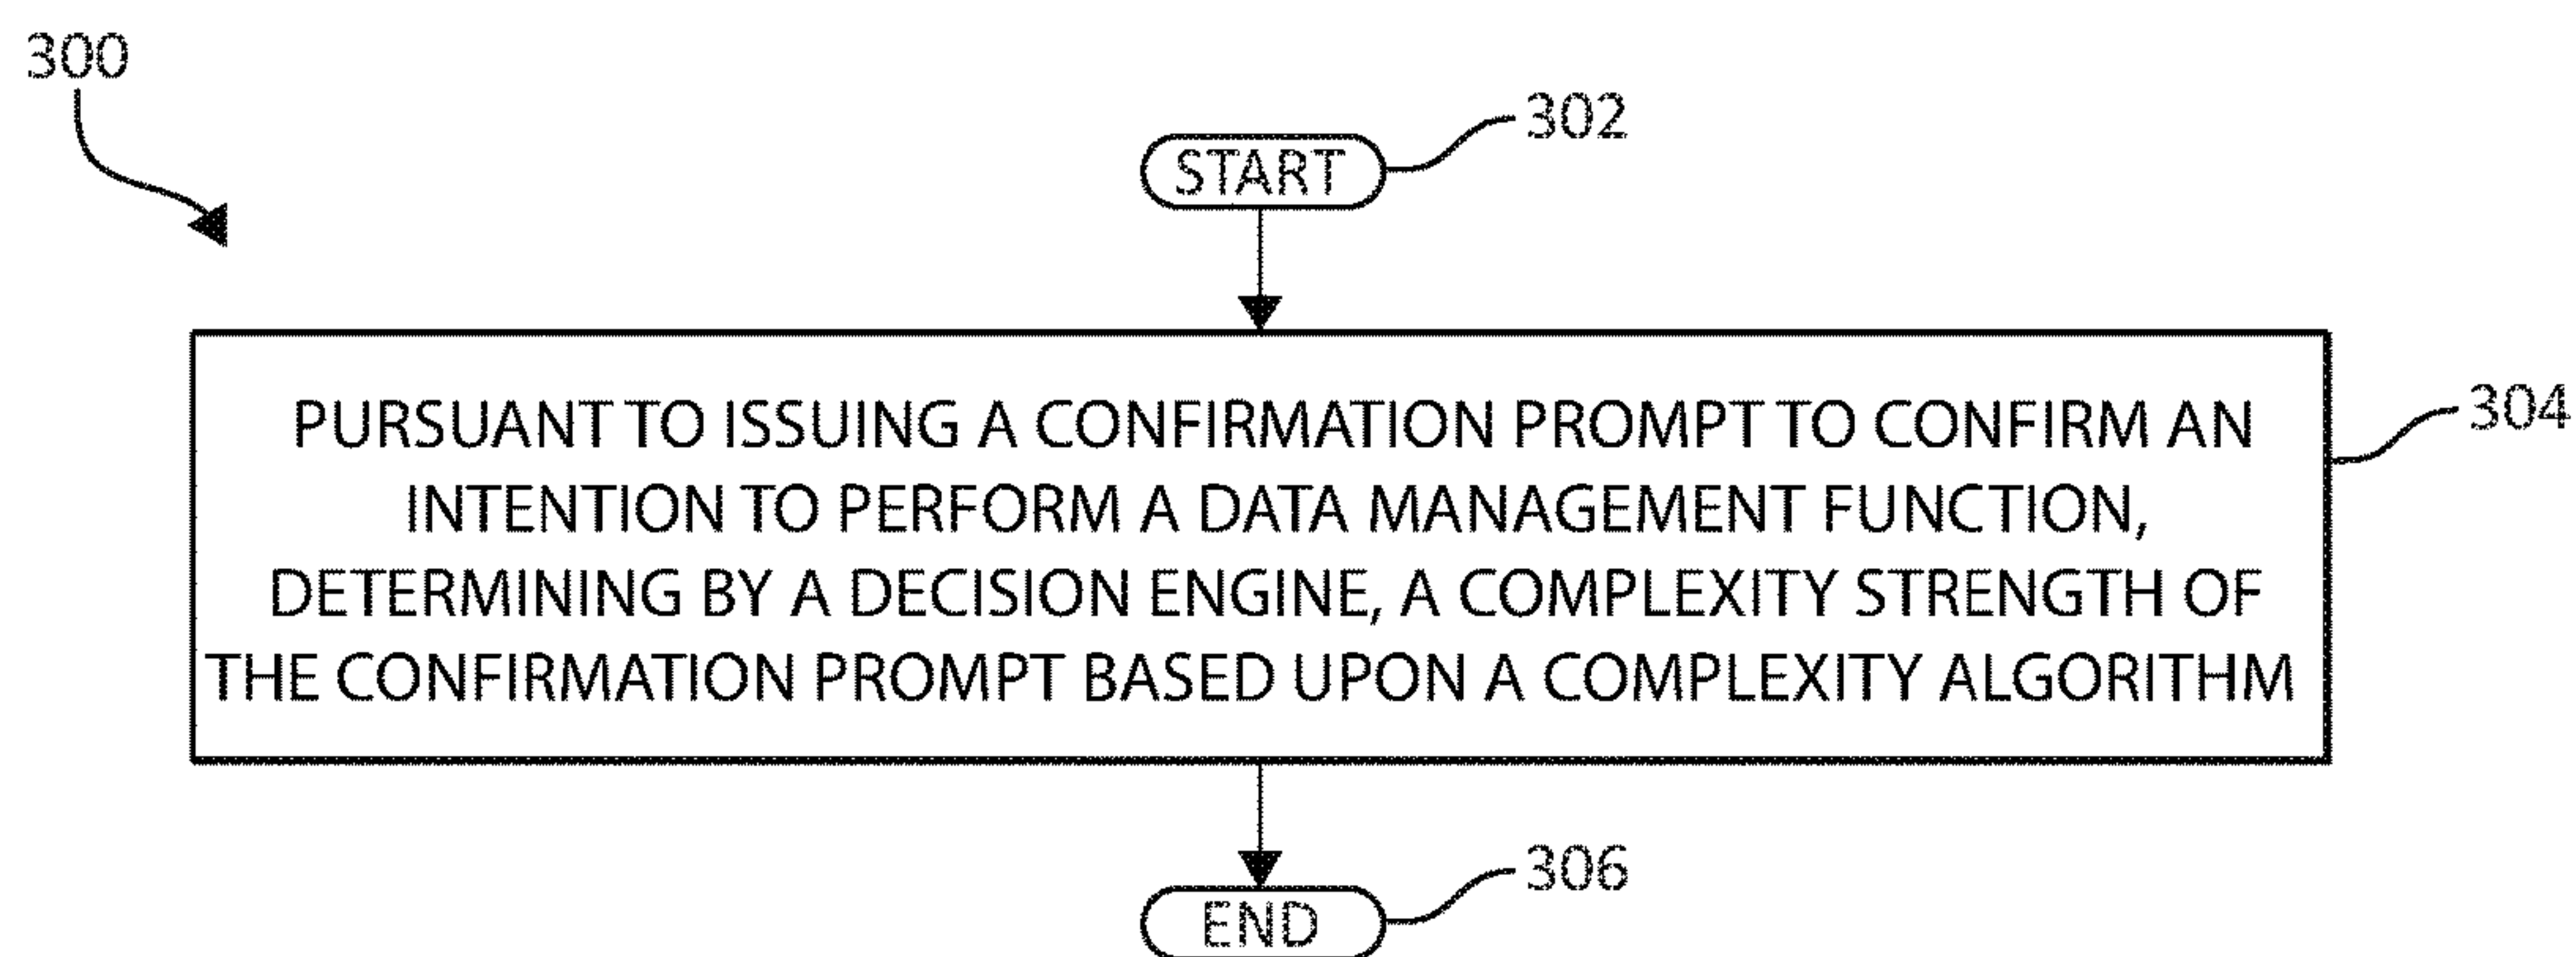 300
302
START
PURSUANT TO ISSUING A CONFIRMATION PROMPT TO CONFIRM AN
INTENTION TO PERFORM A DATA MANAGEMENT FUNCTION,
DETERMINING BY A DECISION ENGINE, A COMPLEXITY STRENGTH OF
THE CONFIRMATION PROMPT BASED UPON A COMPLEXITY ALGORITHM
304
306
END